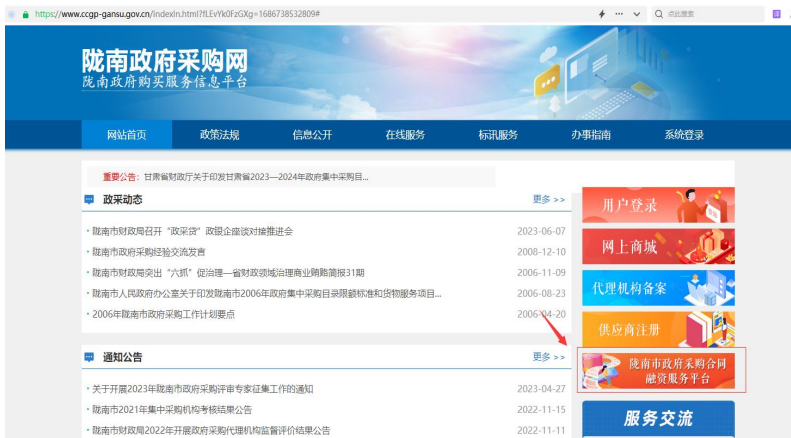 https://www.ccgp-gansu.gov.cn/indexln.html?fLEvYk0FzGXg=1686738532809#
点此搜索
陇南政府采购网
陇南政府购买服务信息平台
网站首页 政策法规 信息公开 在线服务 标讯服务 办事指南 系统登录
重要公告：甘肃省财政厅关于印发甘肃省2023—2024年政府集中采购目...
政采动态 更多 >>
陇南市财政局召开“政采贷”政银企座谈对接推进会 2023-06-07
陇南市政府采购经验交流发言 2008-12-10
陇南市财政局突出“六抓”促治理—省财政领域治理商业贿赂简报31期 2006-11-09
陇南市人民政府办公室关于印发陇南市2006年政府集中采购目录限额标准和货物服务项目... 2006-08-23
2006年陇南市政府采购工作计划要点 2006-04-20
通知公告 更多 >>
关于开展2023年陇南市政府采购评审专家征集工作的通知 2023-04-27
陇南市2021年集中采购机构考核结果公告 2022-11-15
陇南市财政局2022年开展政府采购代理机构监督评价结果公告 2022-11-11
用户登录
网上商城
代理机构备案
供应商注册
陇南市政府采购合同
融资服务平台
服务交流